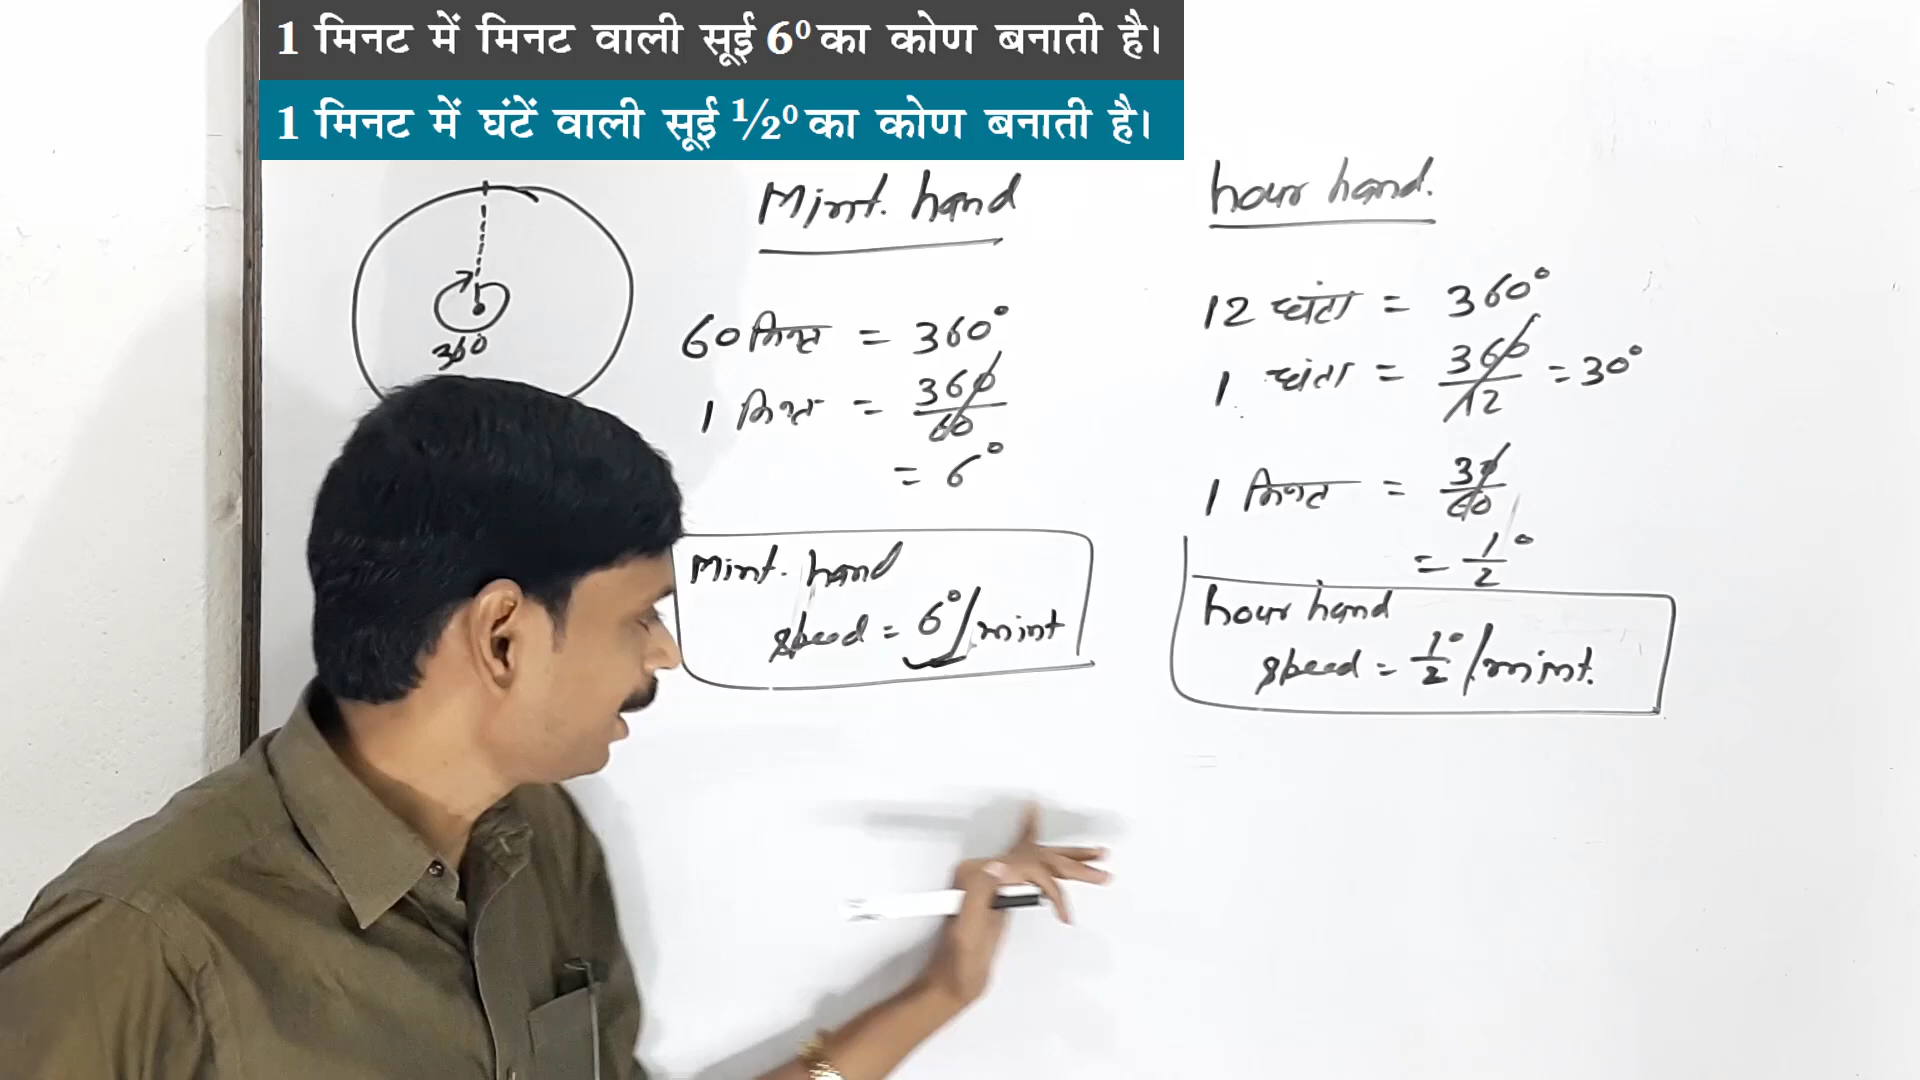 1 मिनट में मिनट वाली सूई 6⁰ का कोण बनाती है।
1 मिनट में घंटें वाली सूई ½⁰ का कोण बनाती है।
360
Mint. hand
60 मिनट = 360°
1 मिनट = 360/60
= 6°
Mint. hand
speed = 6°/mint
hour hand.
12 घंटा = 360°
1 घंटा = 360/12 = 30°
1 मिनट = 30/60
= 1/2°
hour hand
speed = 1/2°/mint.